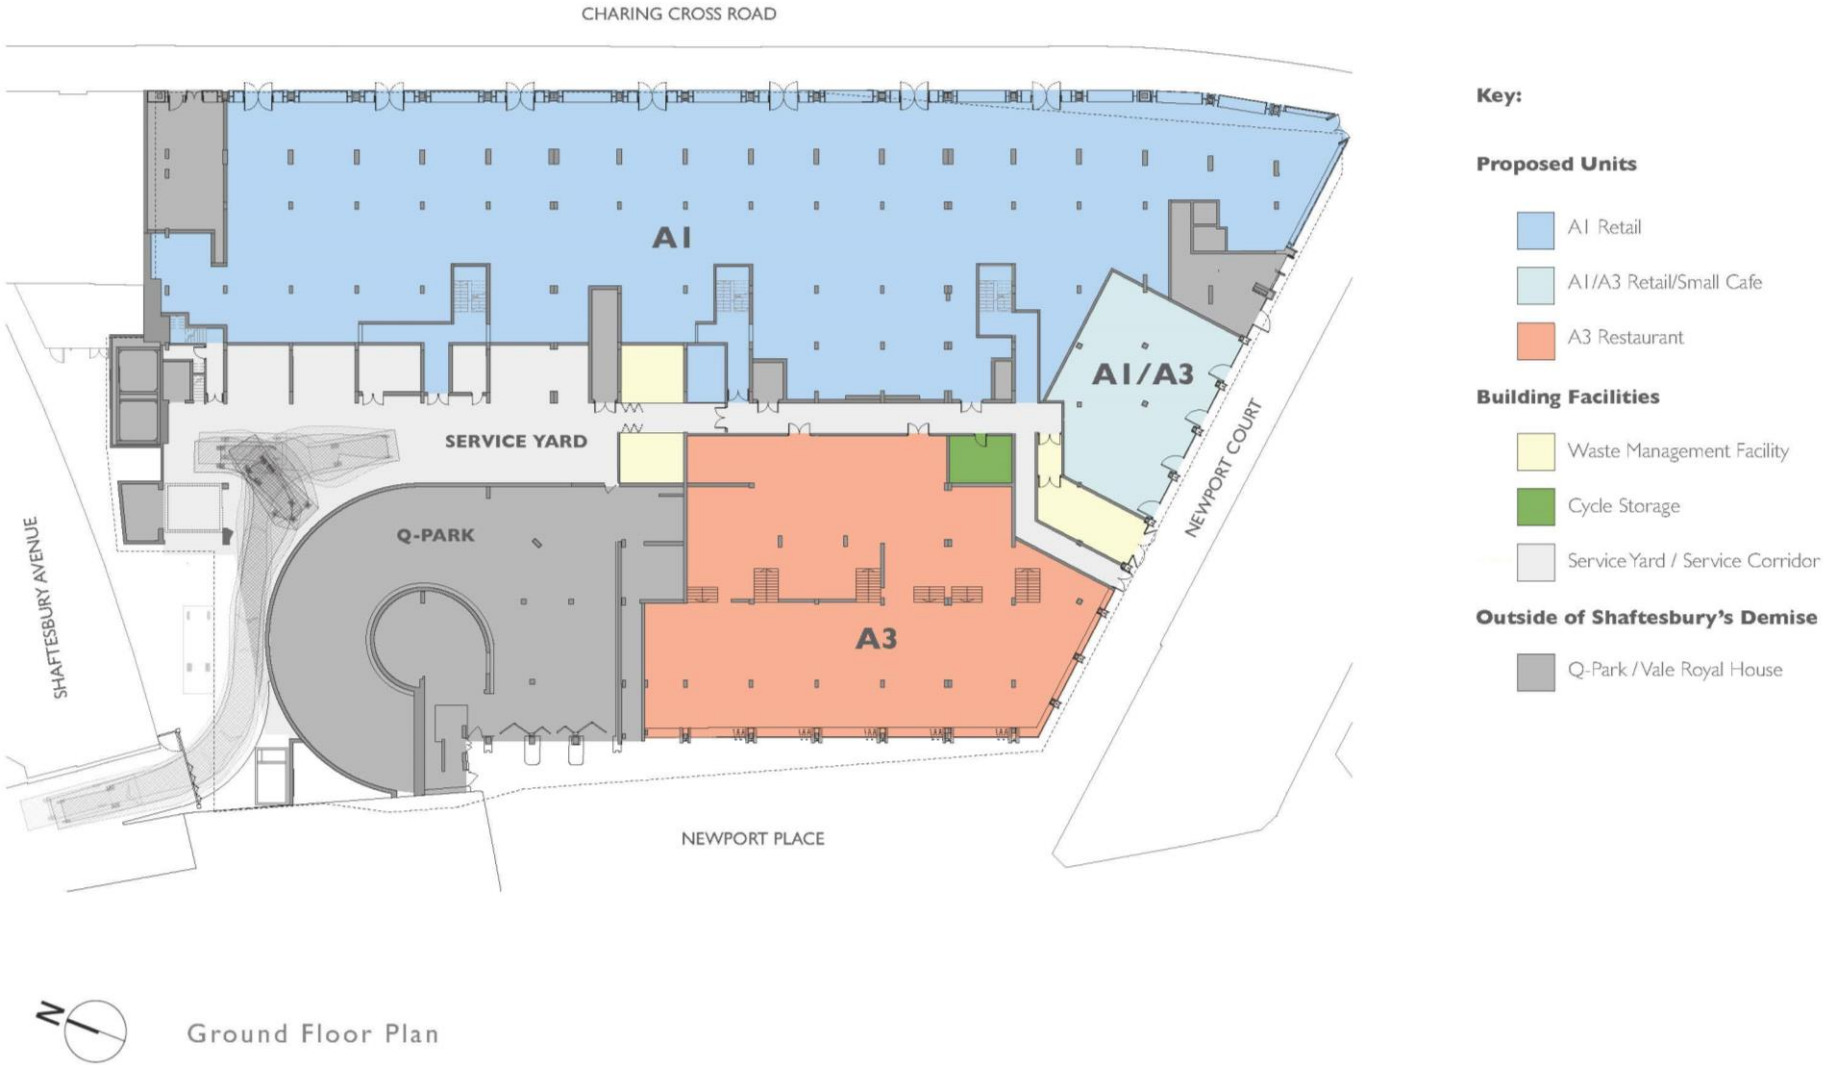 CHARING CROSS ROAD
Key:
Proposed Units
A1 Retail
A1/A3 Retail/Small Cafe
A3 Restaurant
Building Facilities
Waste Management Facility
Cycle Storage
Service Yard / Service Corridor
Outside of Shaftesbury's Demise
Q-Park / Vale Royal House
A1
A1/A3
SERVICE YARD
NEWPORT COURT
Q-PARK
SHAFTESBURY AVENUE
A3
NEWPORT PLACE
N
Ground Floor Plan